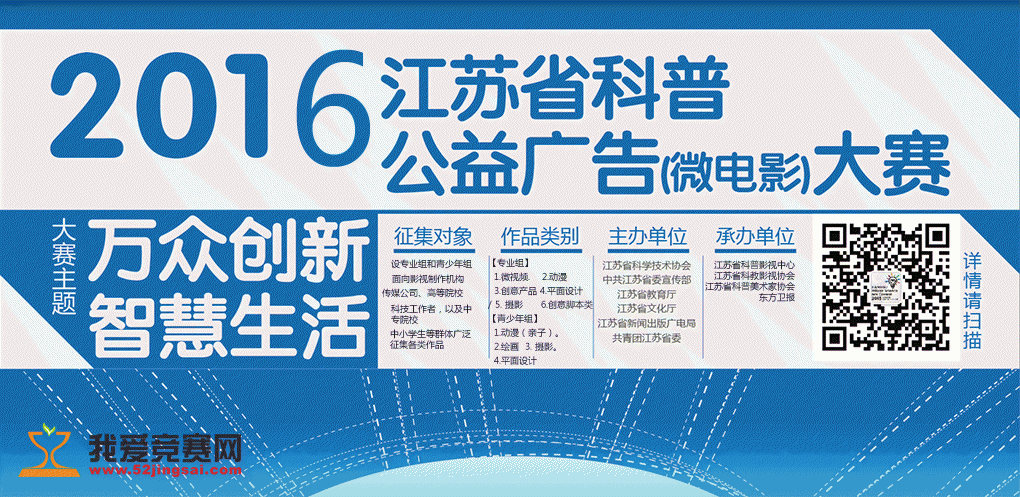 2016
江苏省科普
公益广告(微电影)大赛
大赛主题
万众创新
智慧生活
征集对象
设专业组和青少年组
面向影视制作机构
传媒公司、高等院校
科技工作者，以及中
专院校
中小学生等群体广泛
征集各类作品
作品类别
【专业组】
1.微视频. 2.动漫
3.创意产品 4.平面设计
/ 5. 摄影 6.创意脚本类
【青少年组】
1.动漫（亲子）。
2.绘画 3. 摄影。
4.平面设计
主办单位
江苏省科学技术协会
中共江苏省委宣传部
江苏省教育厅
江苏省文化厅
江苏省新闻出版广电局
共青团江苏省委
承办单位
江苏省科普影视中心
江苏省科教影视协会
江苏省科普美术家协会
东方卫报
详情请扫描
我爱竞赛网
www.52jingsai.com